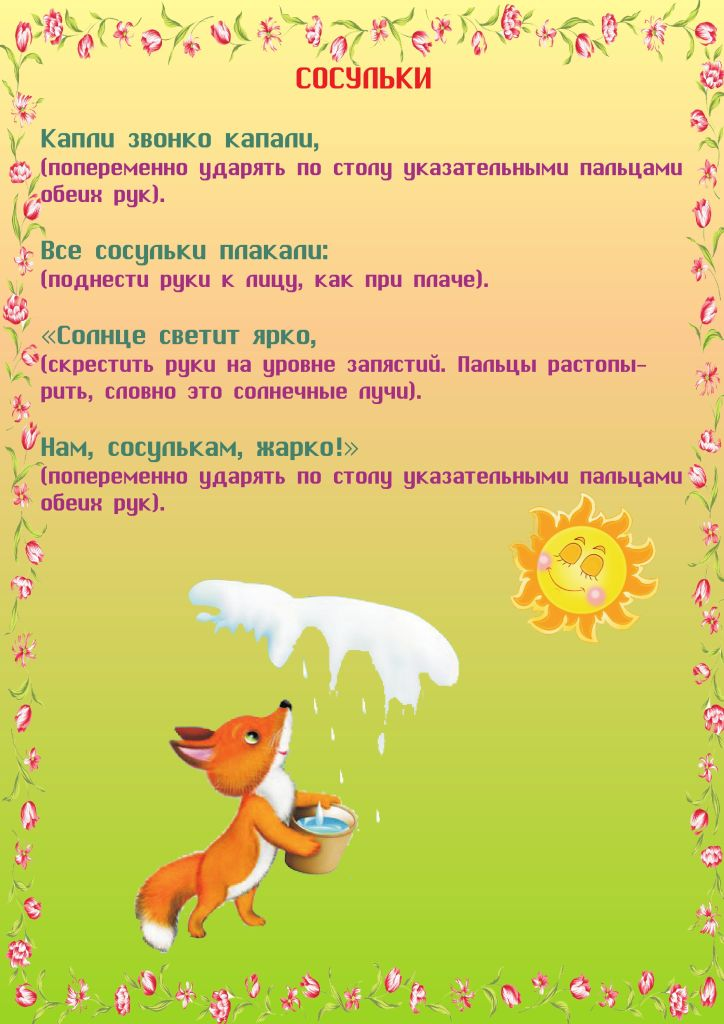 СОСУЛЬКИ
Капли звонко капали,
(попеременно ударять по столу указательными пальцами
обеих рук).
Все сосульки плакали:
(поднести руки к лицу, как при плаче).
«Солнце светит ярко,
(скрестить руки на уровне запястий. Пальцы растопы-
рить, словно это солнечные лучи).
Нам, сосулькам, жарко!»
(попеременно ударять по столу указательными пальцами
обеих рук).